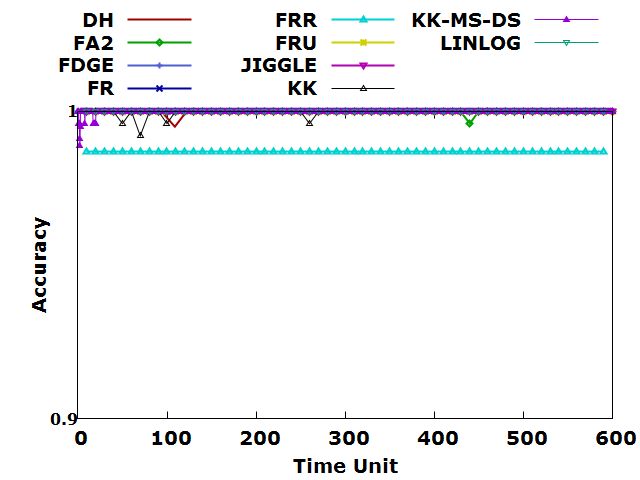 DH FRR KK-MS-DS
FA2 FRU LINLOG
FDGE JIGGLE
FR KK
1
Accuracy
0.9
0 100 200 300 400 500 600
Time Unit